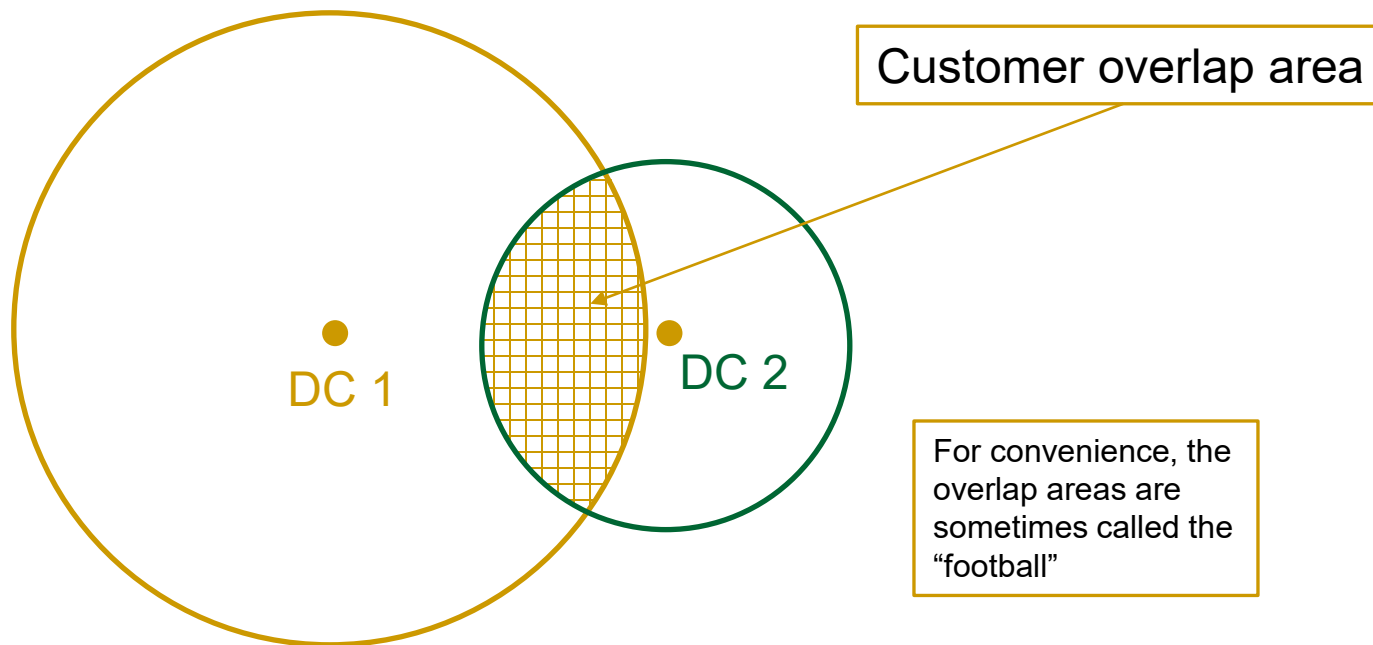 Customer overlap area
DC 1
DC 2
For convenience, the
overlap areas are
sometimes called the
“football”